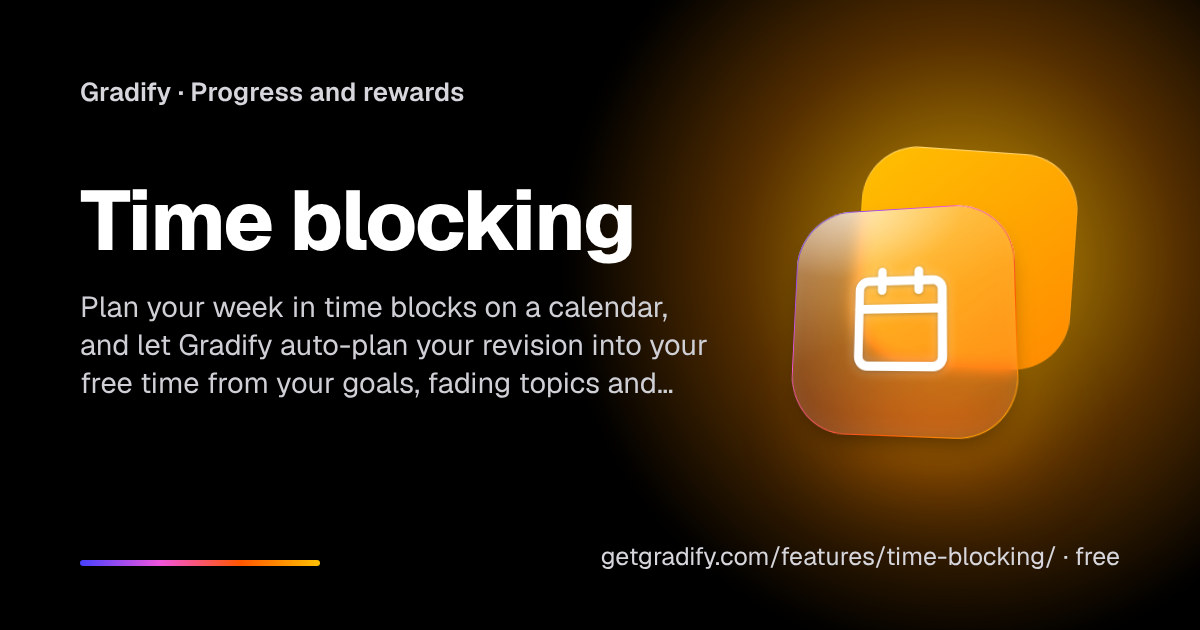 Gradify · Progress and rewards
Time blocking
Plan your week in time blocks on a calendar,
and let Gradify auto-plan your revision into your
free time from your goals, fading topics and...
getgradify.com/features/time-blocking/ · free